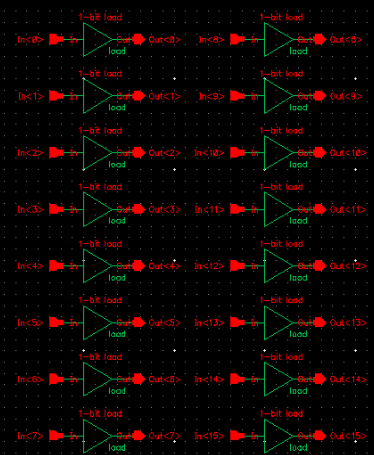 1-bit load 1-bit load
In<0> In Out Out<0> In<8> In Out Out<8>
load load
1-bit load 1-bit load
In<1> In Out Out<1> In<9> In Out Out<9>
load load
1-bit load 1-bit load
In<2> In Out Out<2> In<10> In Out Out<10>
load load
1-bit load 1-bit load
In<3> In Out Out<3> In<11> In Out Out<11>
load load
1-bit load 1-bit load
In<4> In Out Out<4> In<12> In Out Out<12>
load load
1-bit load 1-bit load
In<5> In Out Out<5> In<13> In Out Out<13>
load load
1-bit load 1-bit load
In<6> In Out Out<6> In<14> In Out Out<14>
load load
1-bit load 1-bit load
In<7> In Out Out<7> In<15> In Out Out<15>
load load